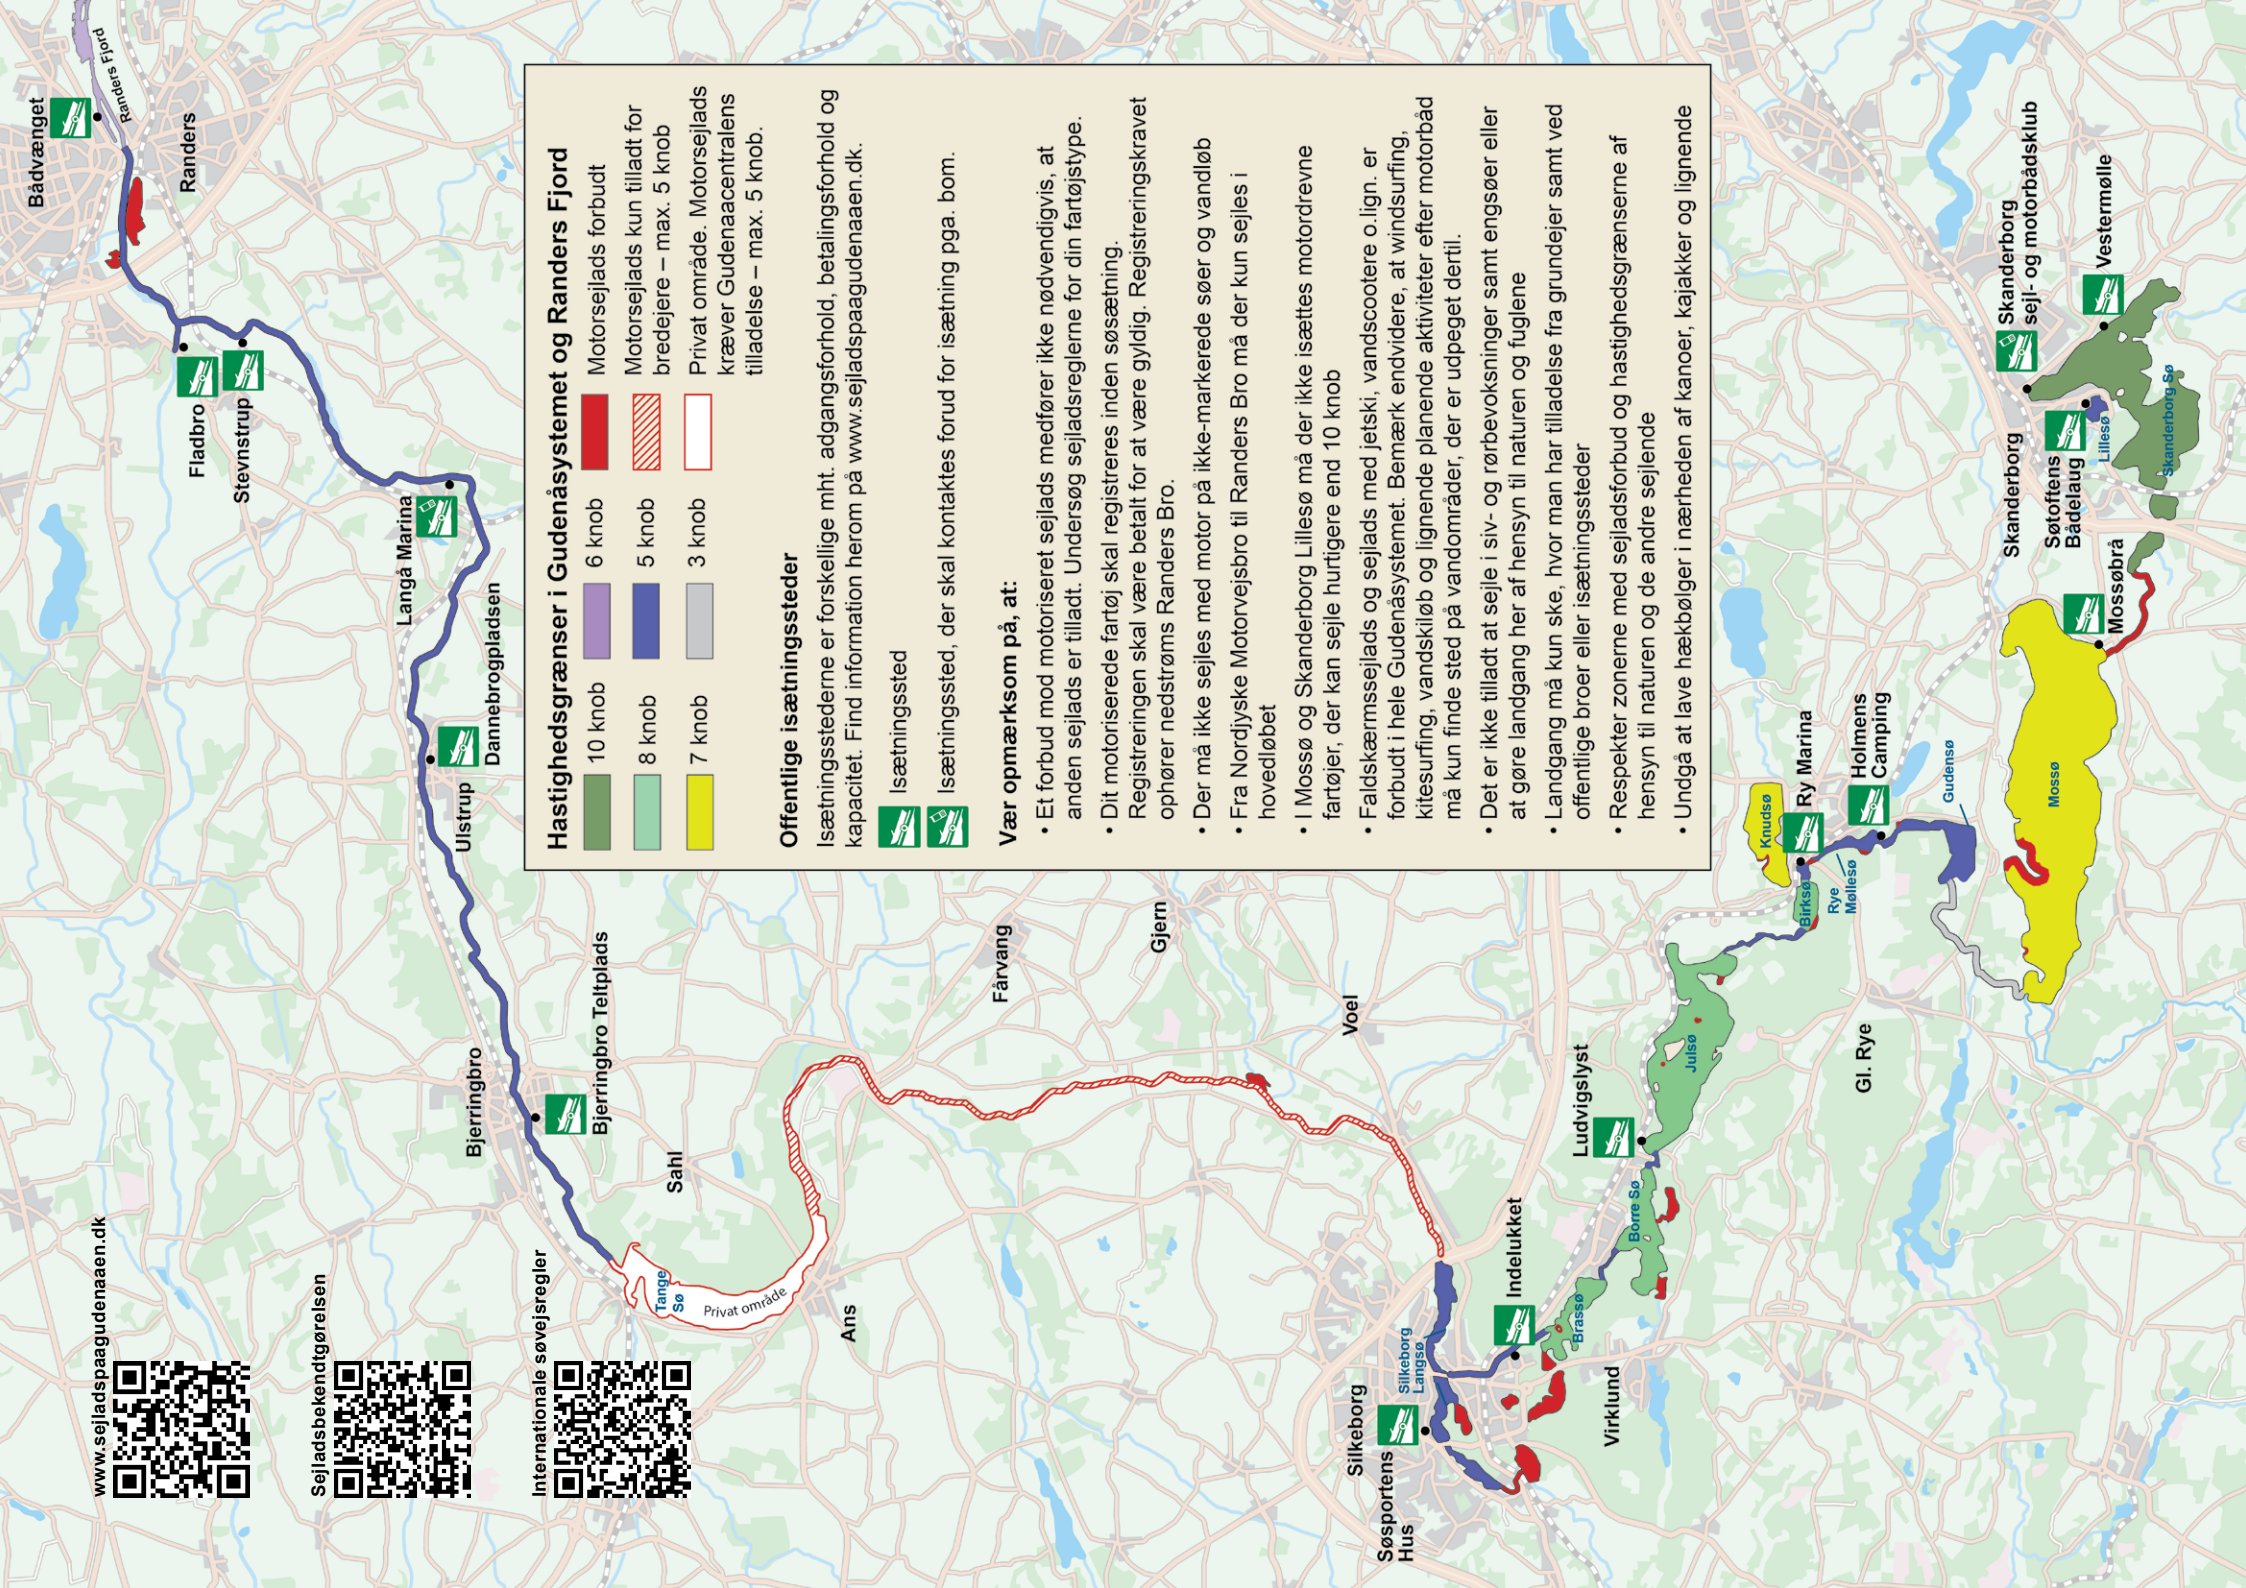 www.sejladspaagudenaaen.dk
Sejladsbekendtgørelsen
Internationale søvejsregler
Bådvænget
Randers Fjord
Randers
Fladbro
Stevnstrup
Langå Marina
Dannebrogpladsen
Ulstrup
Bjerringbro
Bjerringbro Teltplads
Sahl
Tange
Sø
Privat område
Ans
Fårvang
Gjern
Voel
Hastighedsgrænser i Gudenåsystemet og Randers Fjord
10 knob
6 knob
Motorsejlads forbudt
8 knob
5 knob
Motorsejlads kun tilladt for
bredejere – max. 5 knob
7 knob
3 knob
Privat område. Motorsejlads
kræver Gudenaacentralens
tilladelse – max. 5 knob.
Offentlige isætningssteder
Isætningsstederne er forskellige mht. adgangsforhold, betalingsforhold og
kapacitet. Find information herom på www.sejladspaagudenaaen.dk.
Isætningssted
Isætningssted, der skal kontaktes forud for isætning pga. bom.
Vær opmærksom på, at:
• Et forbud mod motoriseret sejlads medfører ikke nødvendigvis, at
anden sejlads er tilladt. Undersøg sejladsreglerne for din fartøjstype.
• Dit motoriserede fartøj skal registreres inden søsætning.
Registreringen skal være betalt for at være gyldig. Registreringskravet
ophører nedstrøms Randers Bro.
• Der må ikke sejles med motor på ikke-markerede søer og vandløb
• Fra Nordjyske Motorvejsbro til Randers Bro må der kun sejles i
hovedløbet
• I Mossø og Skanderborg Lillesø må der ikke isættes motordrevne
fartøjer, der kan sejle hurtigere end 10 knob
• Faldskærmssejlads og sejlads med jetski, vandscootere o.lign. er
forbudt i hele Gudenåsystemet. Bemærk endvidere, at windsurfing,
kitesurfing, vandskiløb og lignende planende aktiviteter efter motorbåd
må kun finde sted på vandområder, der er udpeget dertil.
• Det er ikke tilladt at sejle i siv- og rørbevoksninger samt engsøer eller
at gøre landgang her af hensyn til naturen og fuglene
• Landgang må kun ske, hvor man har tilladelse fra grundejer samt ved
offentlige broer eller isætningssteder
• Respekter zonerne med sejladsforbud og hastighedsgrænserne af
hensyn til naturen og de andre sejlende
• Undgå at lave hækbølger i nærheden af kanoer, kajakker og lignende
Silkeborg
Søsportens
Hus
Silkeborg
Langsø
Indelukket
Virklund
Brassø
Borre Sø
Ludvigslyst
Julsø
Gl. Rye
Birksø
Knudsø
Ry Marina
Rye
Møllesø
Holmens
Camping
Gudensø
Mossø
Mossøbrå
Skanderborg
Søtoftens
Bådelaug
Lillesø
Skanderborg Sø
Skanderborg
sejl- og motorbådsklub
Vestermølle